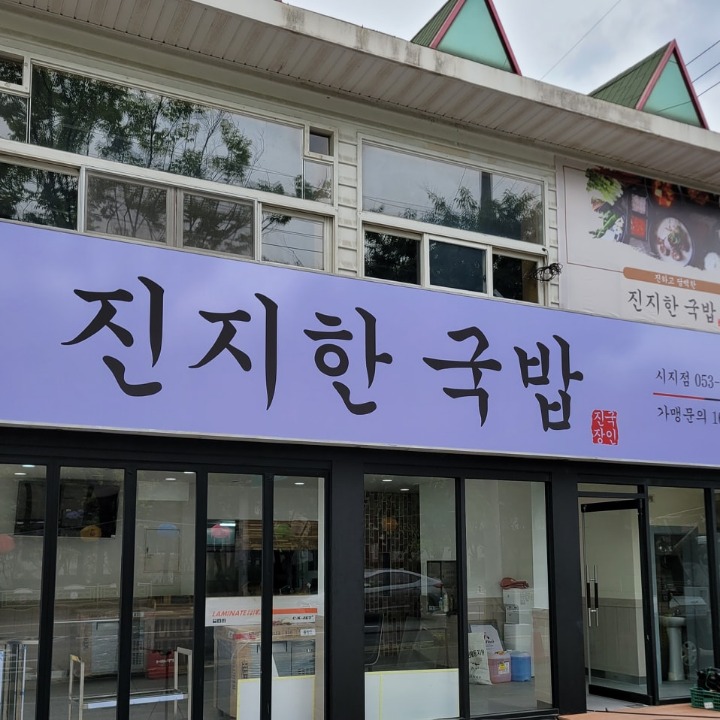 진하고 담백한
진지한 국밥
진지한 국밥
진국
장인
시지점 053-
가맹문의 1
LAMINATE